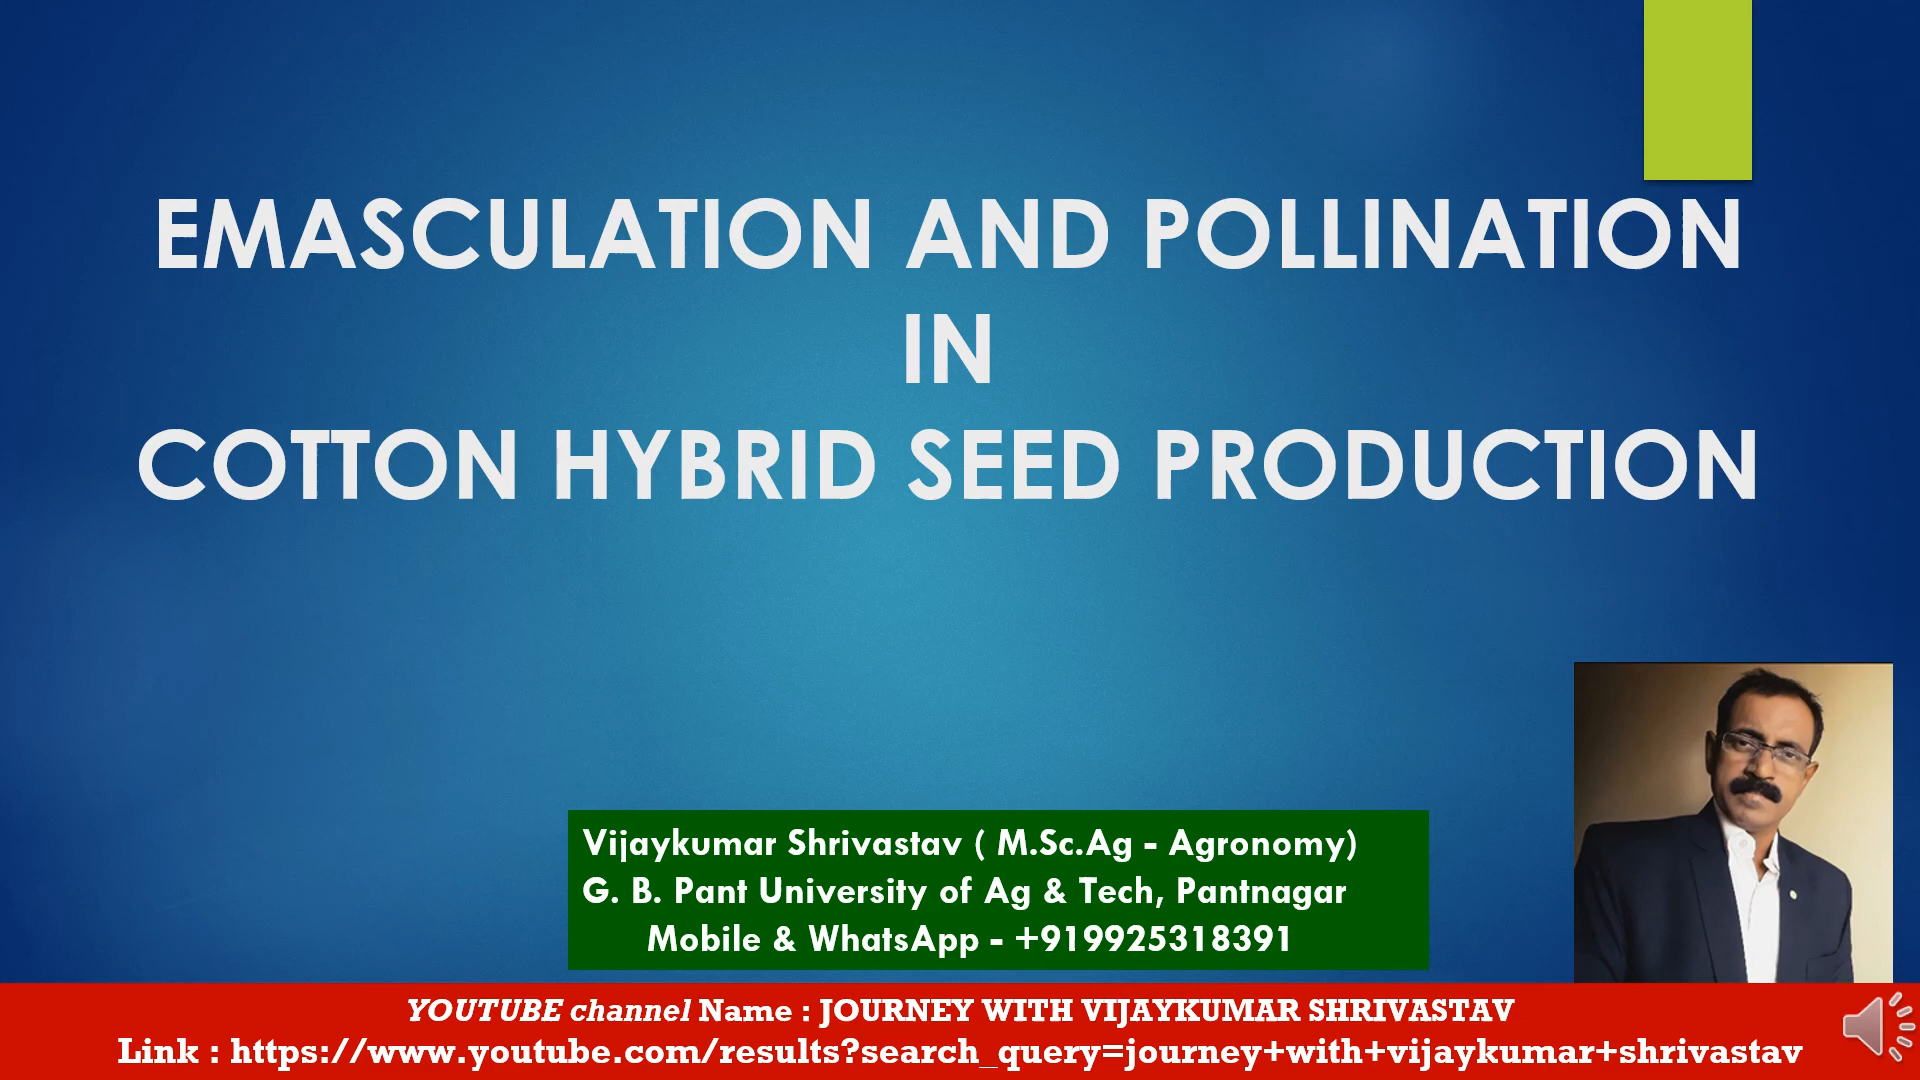 EMASCULATION AND POLLINATION
IN
COTTON HYBRID SEED PRODUCTION
Vijaykumar Shrivastav ( M.Sc.Ag - Agronomy)
G. B. Pant University of Ag & Tech, Pantnagar
Mobile & WhatsApp - +919925318391
YOUTUBE channel Name : JOURNEY WITH VIJAYKUMAR SHRIVASTAV
Link : https://www.youtube.com/results?search_query=journey+with+vijaykumar+shrivastav